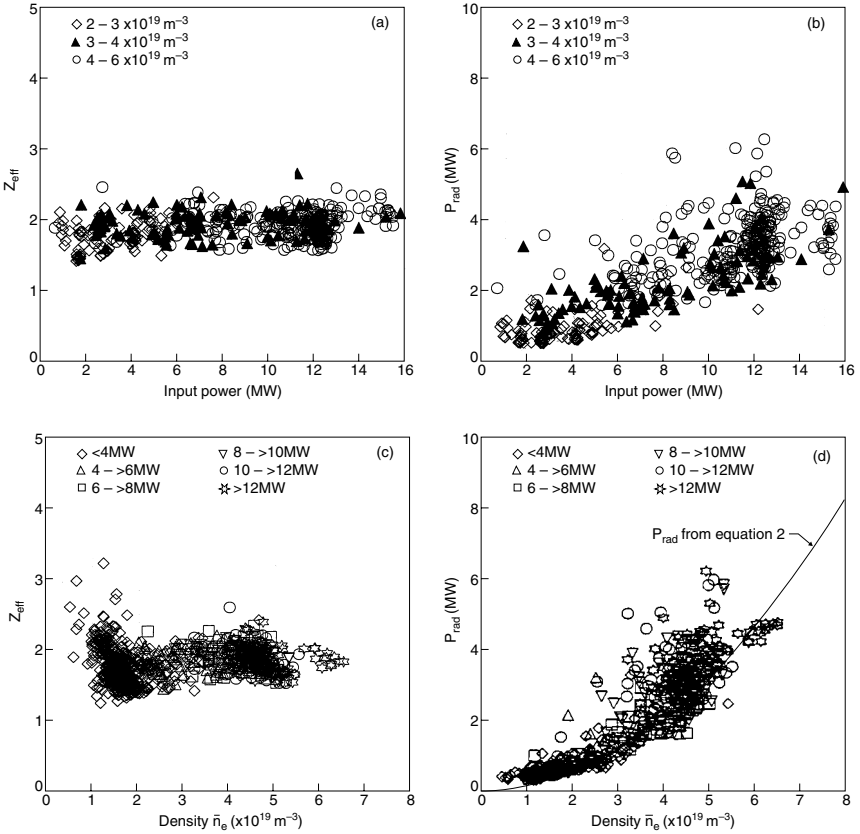 5
(a)
2 – 3 x10¹⁹ m⁻³
3 – 4 x10¹⁹ m⁻³
4 – 6 x10¹⁹ m⁻³
4
3
2
1
0
Z_eff
0 2 4 6 8 10 12 14 16
Input power (MW)
10
(b)
2 – 3 x10¹⁹ m⁻³
3 – 4 x10¹⁹ m⁻³
4 – 6 x10¹⁹ m⁻³
8
6
4
2
0
P_rad (MW)
0 2 4 6 8 10 12 14 16
Input power (MW)
5
(c)
<4MW 8 – >10MW
4 – >6MW 10 – >12MW
6 – >8MW >12MW
4
3
2
1
0
Z_eff
0 1 2 3 4 5 6 7 8
Density n̄_e (x10¹⁹ m⁻³)
10
(d)
<4MW 8 – >10MW
4 – >6MW 10 – >12MW
6 – >8MW >12MW
8
P_rad from equation 2
6
4
2
0
P_rad (MW)
0 1 2 3 4 5 6 7 8
Density n̄_e (x10¹⁹ m⁻³)